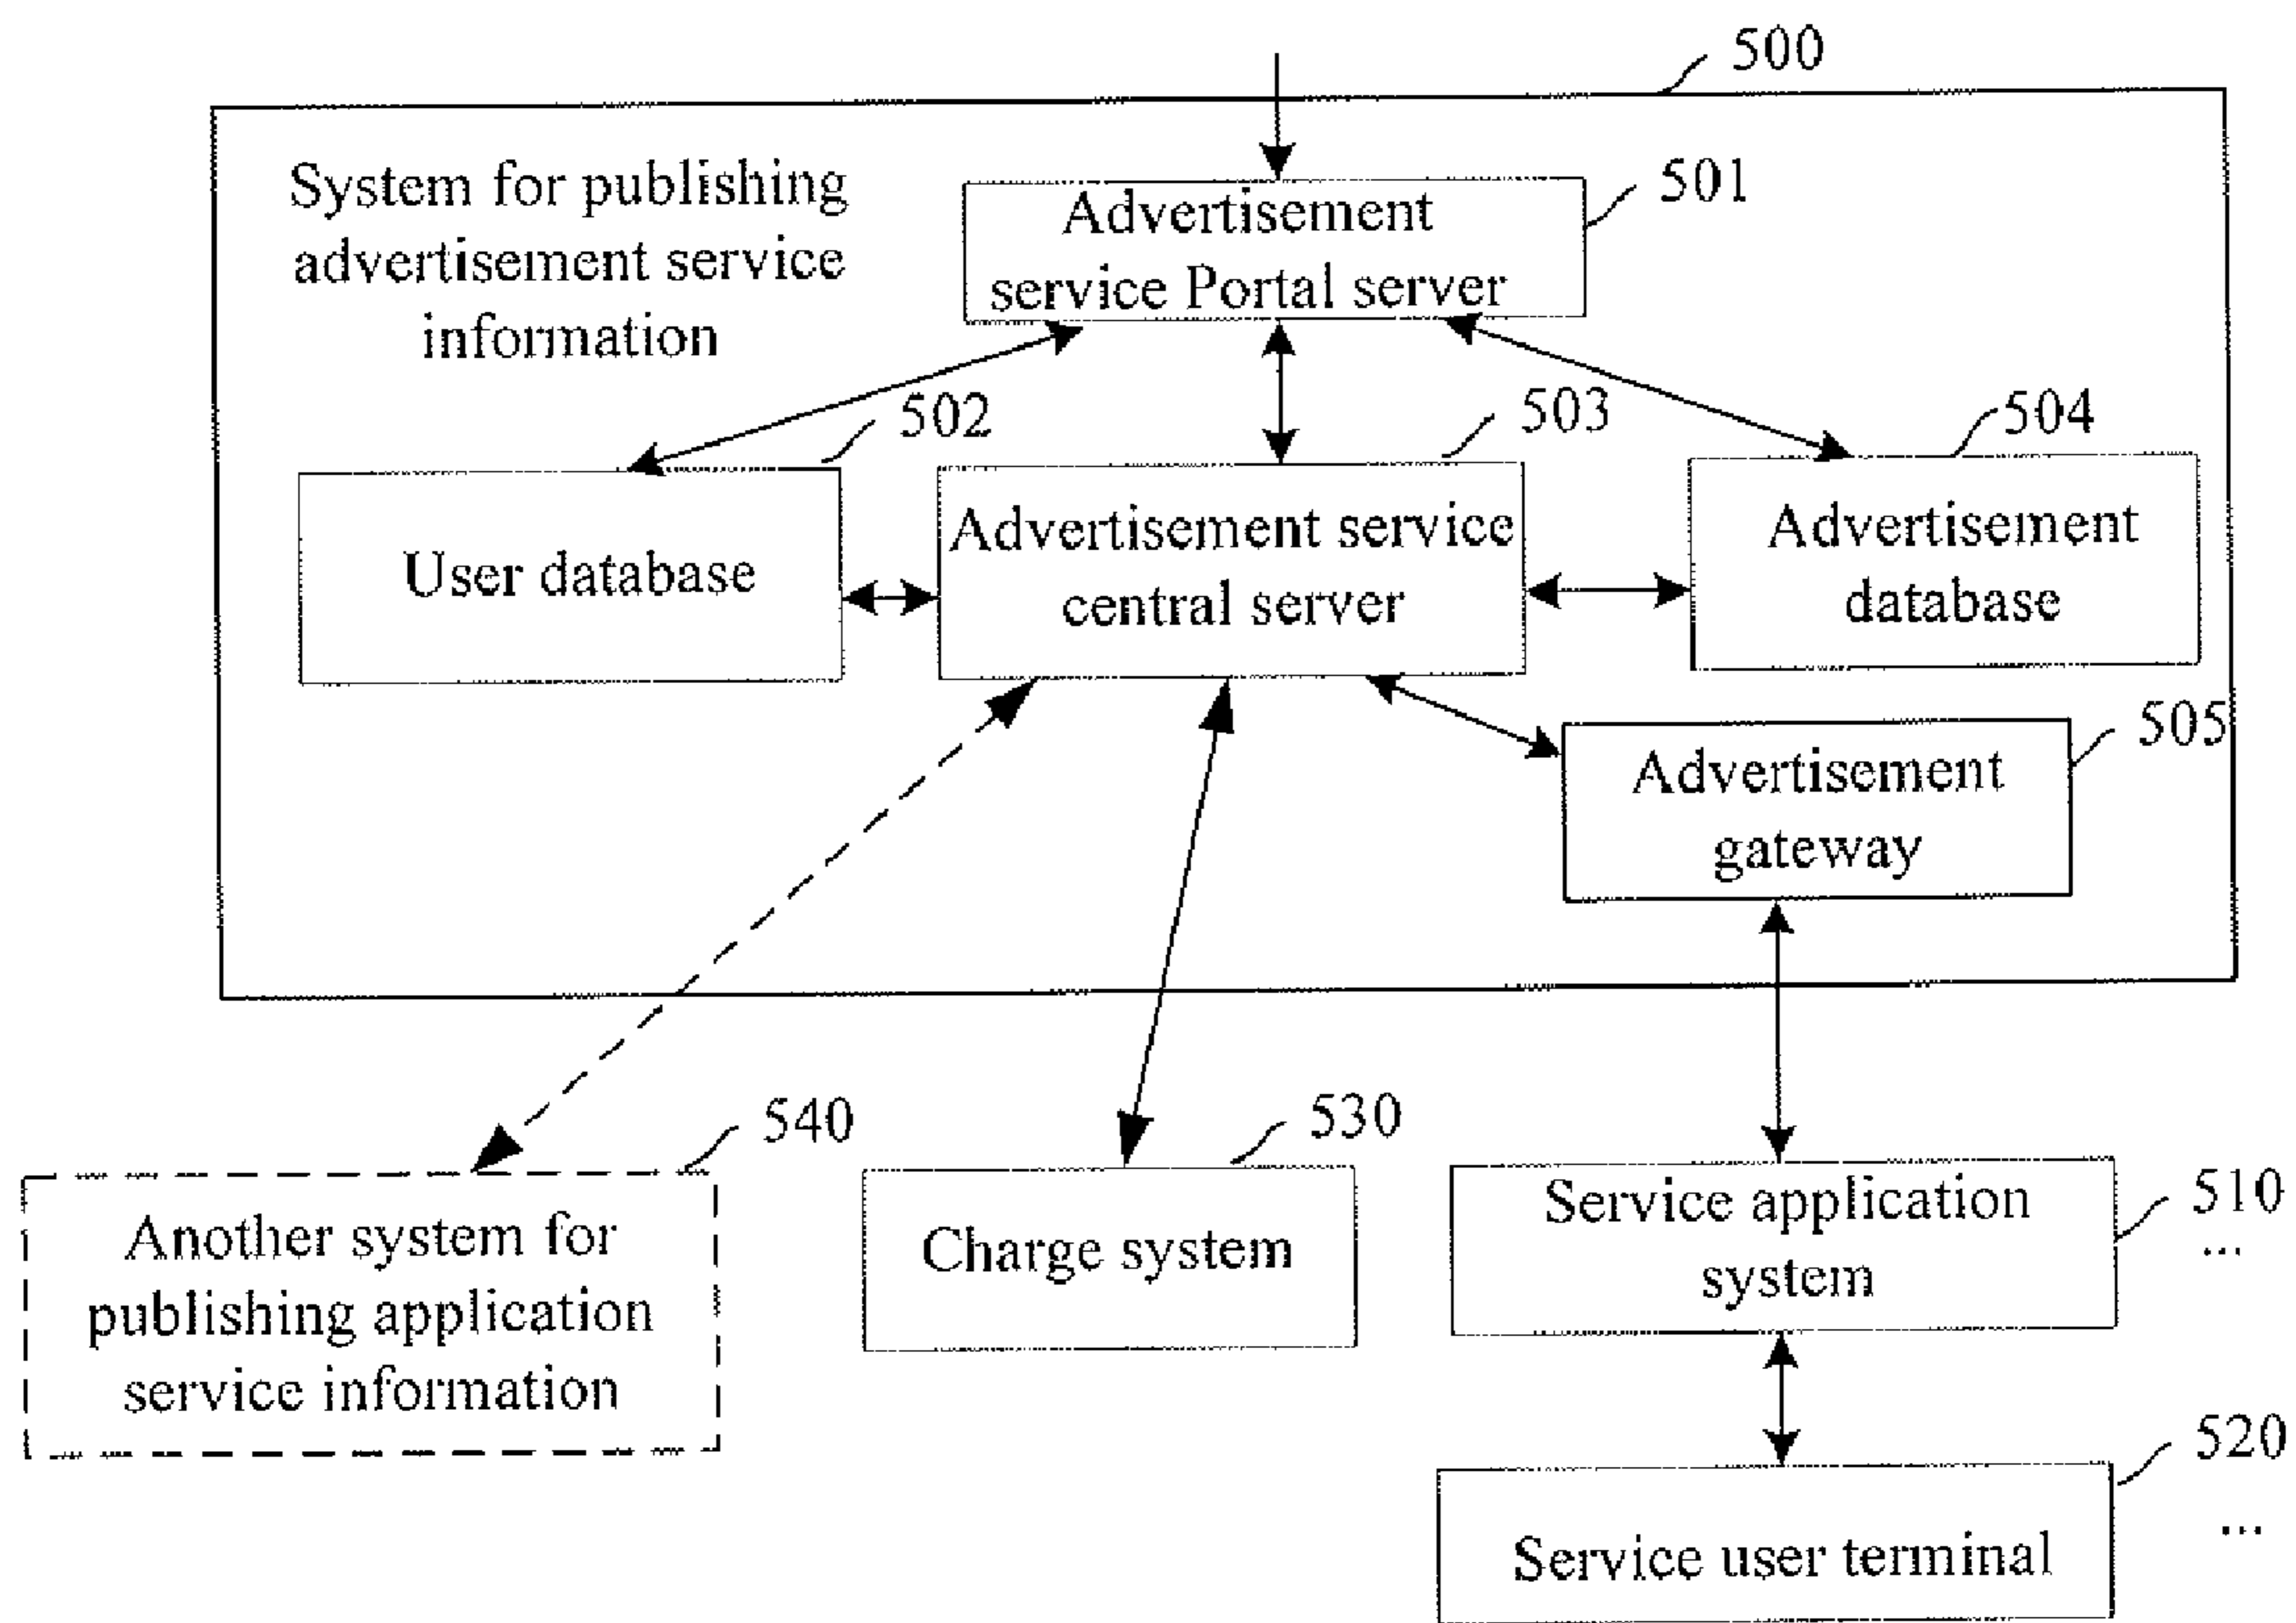 500
System for publishing
advertisement service
information
Advertisement
service Portal server
501
502
503
504
User database
Advertisement service
central server
Advertisement
database
505
Advertisement
gateway
540
530
Another system for
publishing application
service information
Charge system
Service application
system
510
...
520
Service user terminal
...